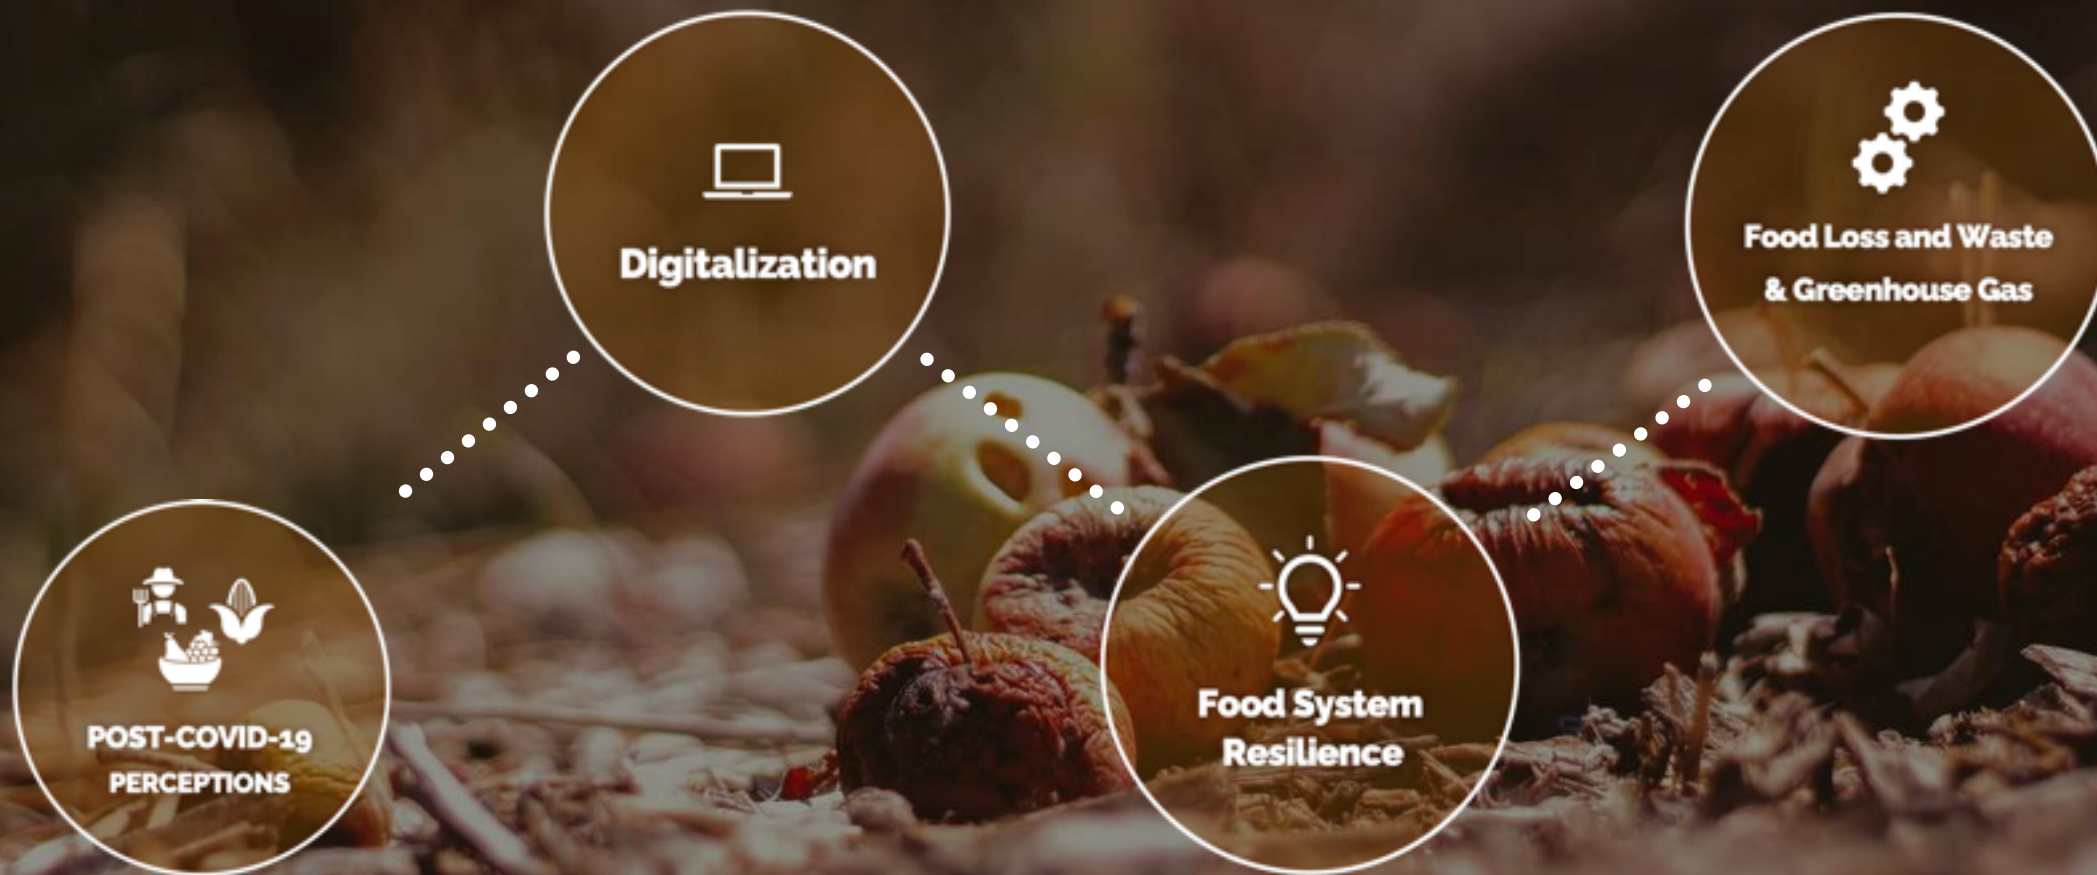 Digitalization
Food Loss and Waste
& Greenhouse Gas
POST-COVID-19
PERCEPTIONS
Food System
Resilience